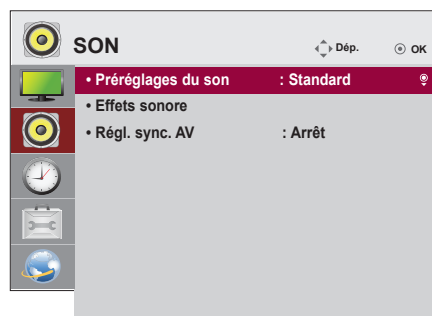 SON
Dép. OK
• Préréglages du son : Standard
• Effets sonore
• Régl. sync. AV : Arrêt